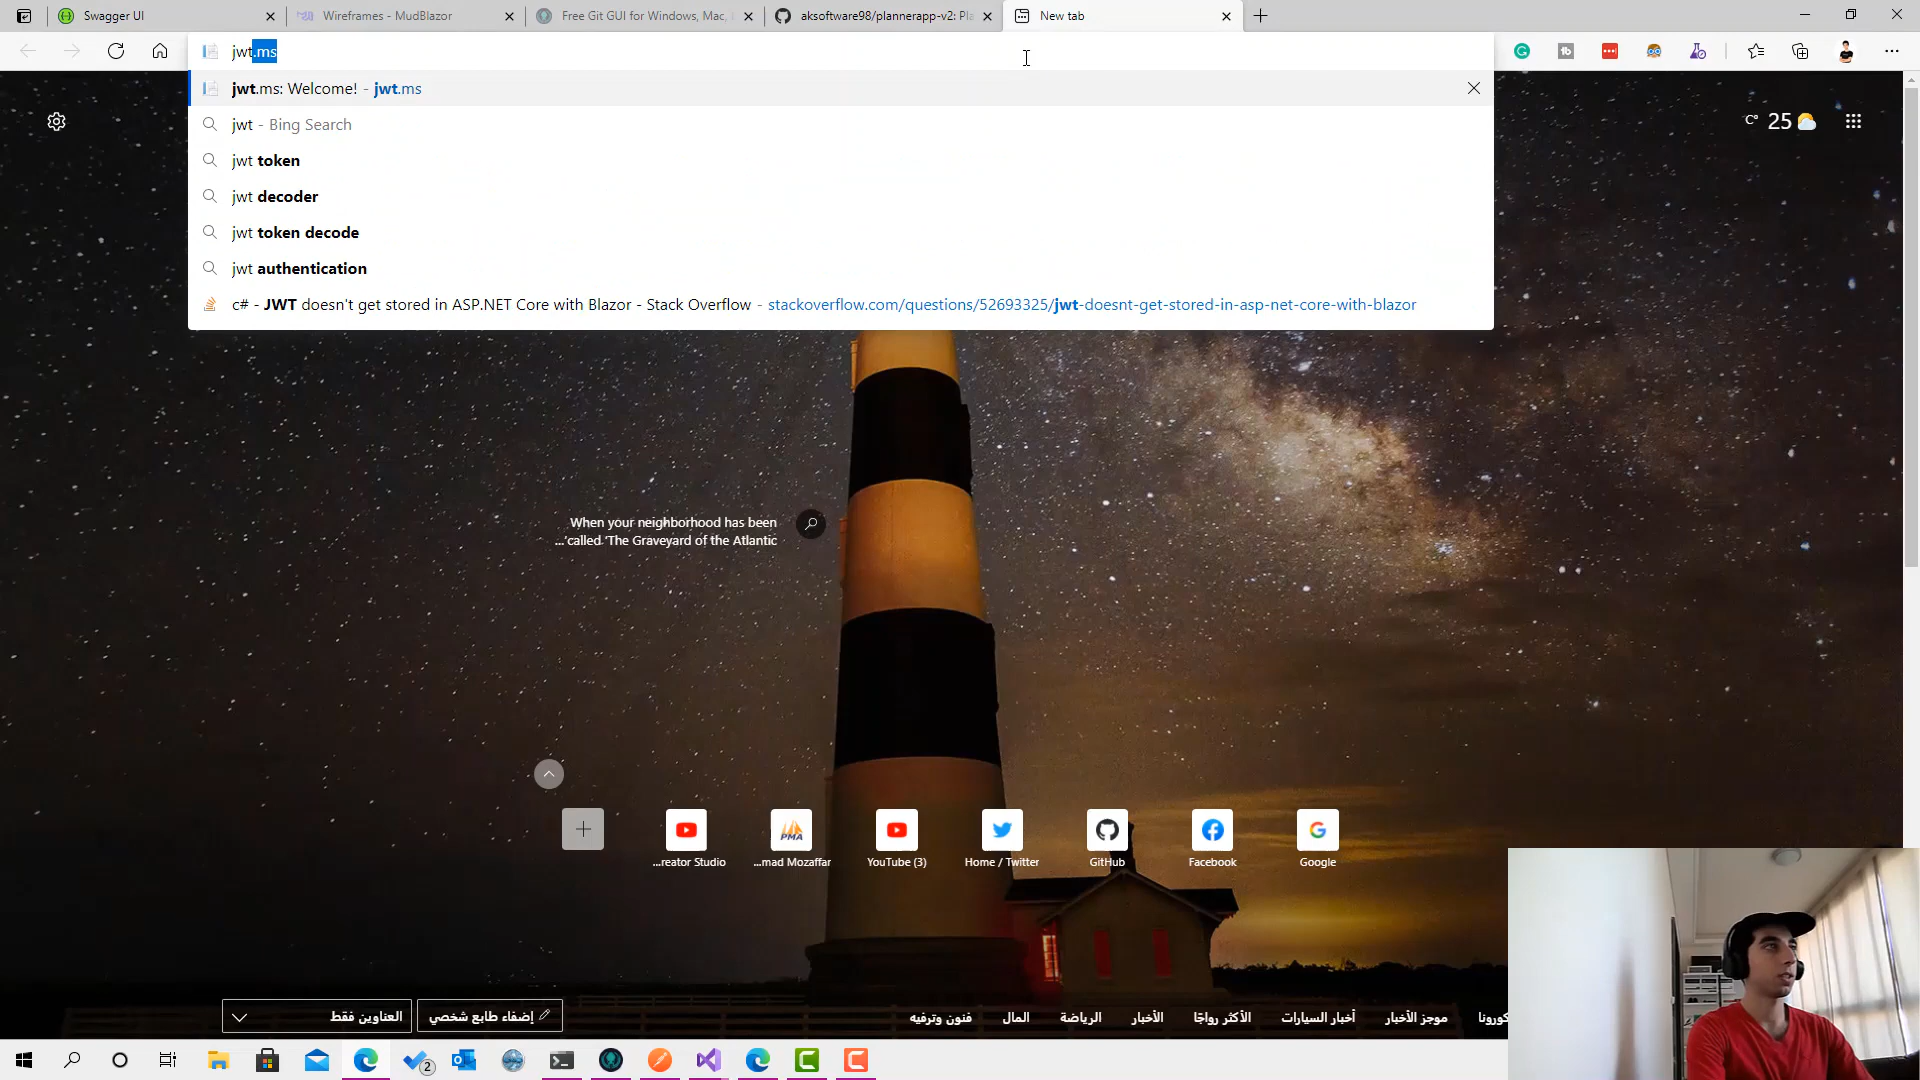 Swagger UI
Wireframes - MudBlazor
Free Git GUI for Windows, Mac,
aksoftware98/plannerapp-v2: Pla
New tab
jwt.ms
jwt.ms: Welcome! - jwt.ms
jwt - Bing Search
jwt token
jwt decoder
jwt token decode
jwt authentication
c# - JWT doesn't get stored in ASP.NET Core with Blazor - Stack Overflow - stackoverflow.com/questions/52693325/jwt-doesnt-get-stored-in-asp-net-core-with-blazor
C° 25
When your neighborhood has been
...'called 'The Graveyard of the Atlantic
...reator Studio
...mad Mozaffar
YouTube (3)
Home / Twitter
GitHub
Facebook
Google
PMA
العناوين فقط
إضفاء طابع شخصي
فنون وترفيه
المال
الرياضة
الأخبار
الأكثر رواجًا
أخبار السيارات
موجز الأخبار
كورونا
2